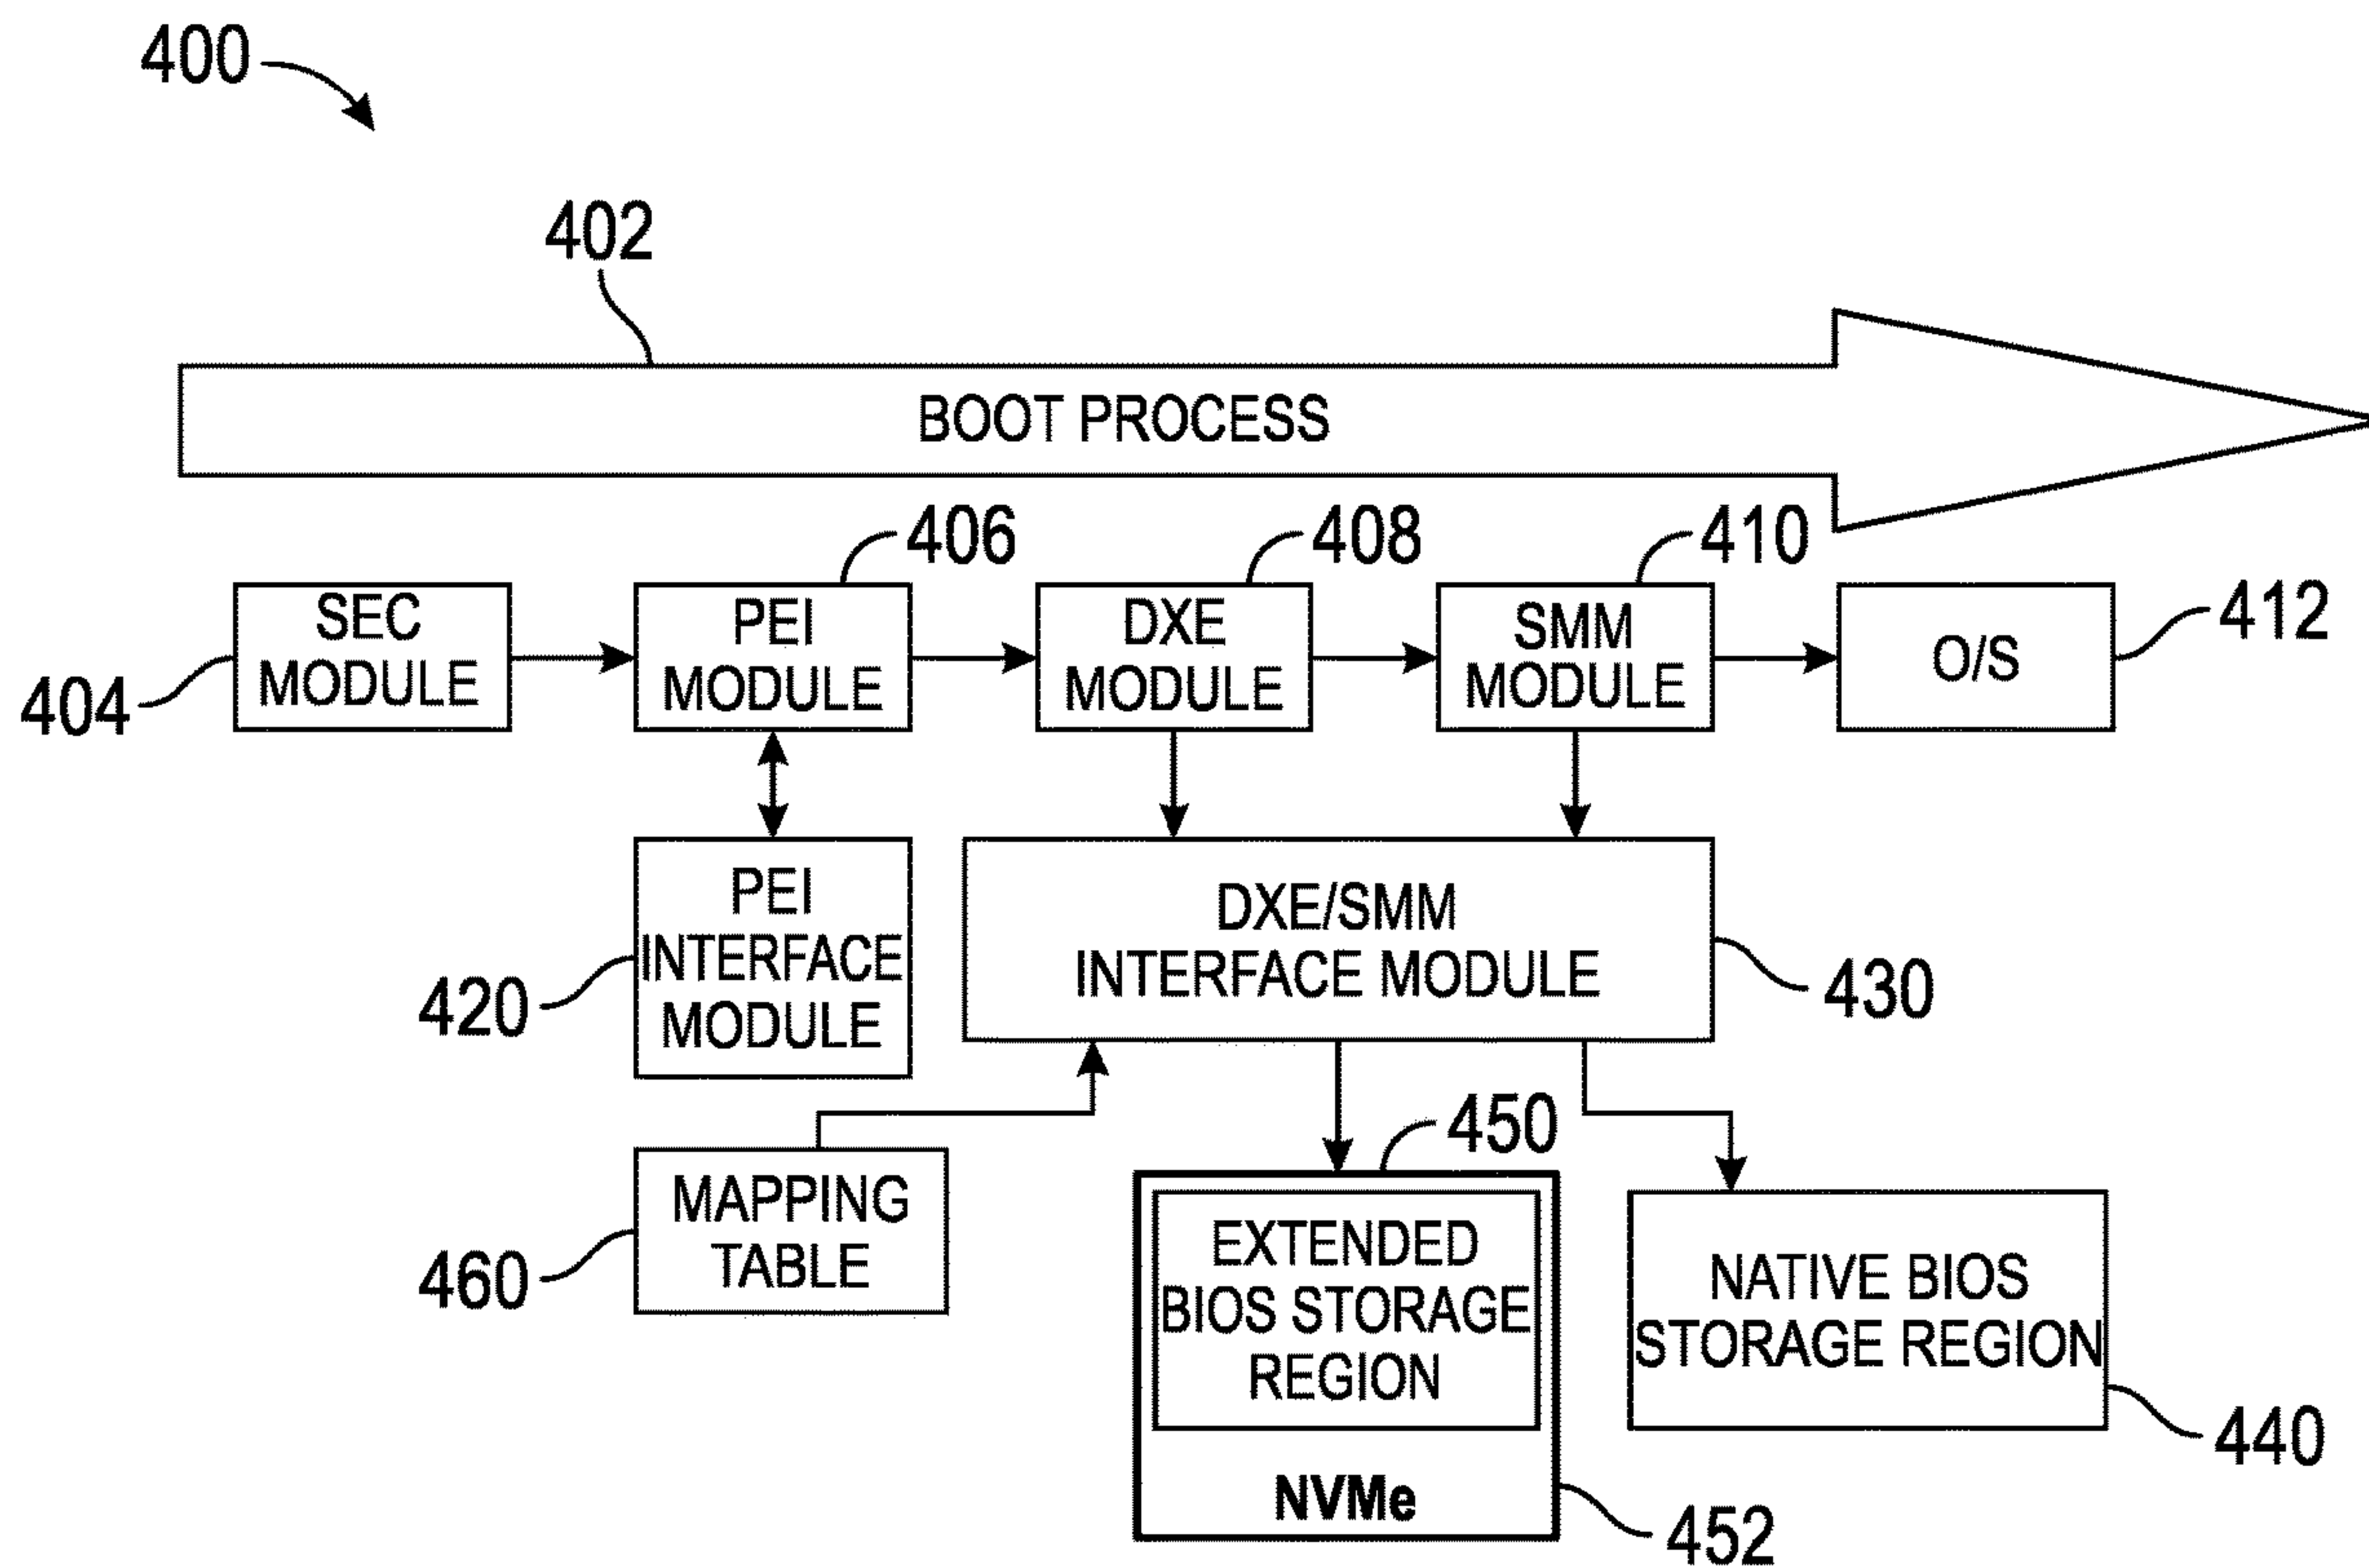 400
402
BOOT PROCESS
406
408
410
SEC
MODULE
PEI
MODULE
DXE
MODULE
SMM
MODULE
O/S
412
404
PEI
INTERFACE
MODULE
420
DXE/SMM
INTERFACE MODULE
430
450
MAPPING
TABLE
460
EXTENDED
BIOS STORAGE
REGION
NVMe
452
NATIVE BIOS
STORAGE REGION
440